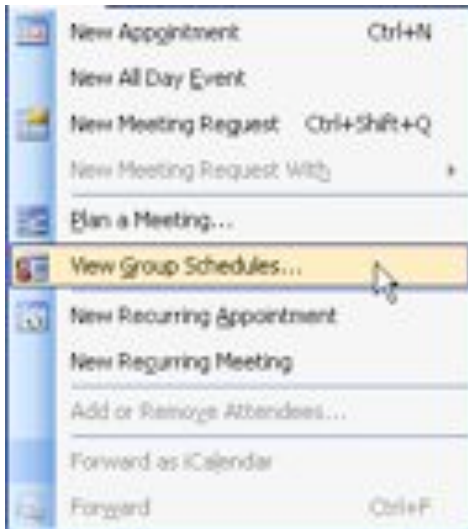 New Appointment Ctrl+N
New All Day Event
New Meeting Request Ctrl+Shift+Q
New Meeting Request With
Plan a Meeting...
View Group Schedules...
New Recurring Appointment
New Recurring Meeting
Add or Remove Attendees...
Forward as iCalendar
Forward Ctrl+F